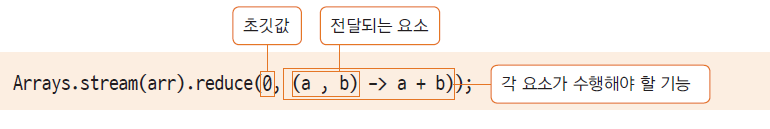 초깃값
전달되는 요소
Arrays.stream(arr).reduce(0, (a , b) -> a + b));
각 요소가 수행해야 할 기능